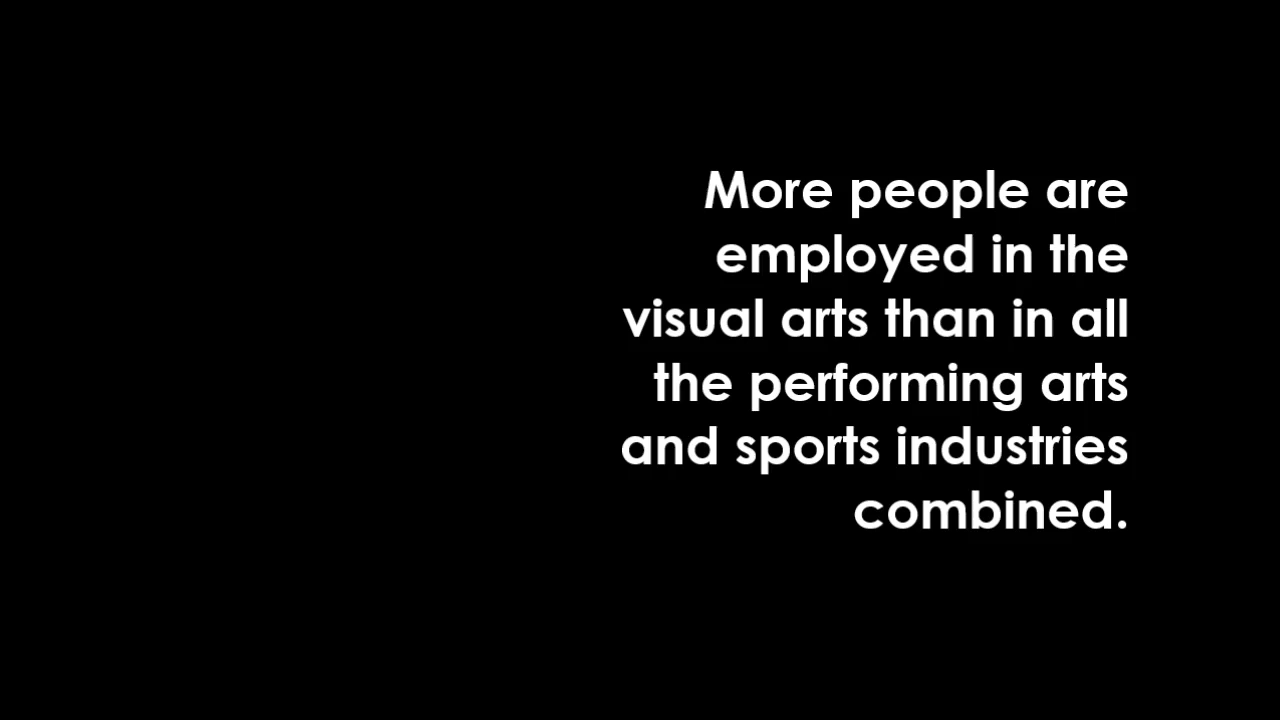 More people are
employed in the
visual arts than in all
the performing arts
and sports industries
combined.